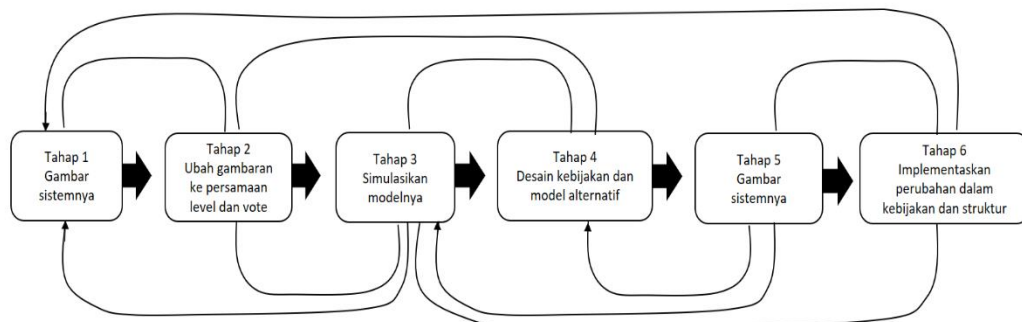 Tahap 1
Gambar
sistemnya
Tahap 2
Ubah gambaran
ke persamaan
level dan vote
Tahap 3
Simulasikan
modelnya
Tahap 4
Desain kebijakan dan
model alternatif
Tahap 5
Gambar
sistemnya
Tahap 6
Implementaskan
perubahan dalam
kebijakan dan struktur